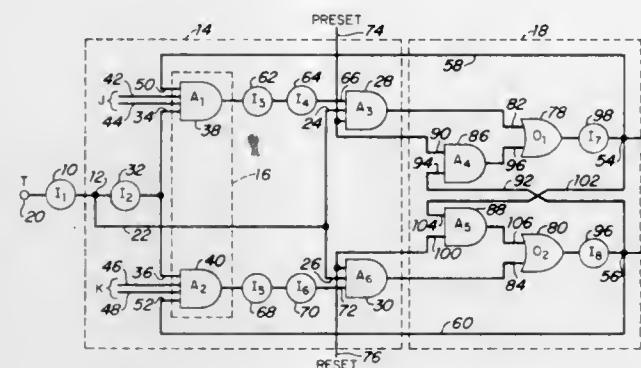 PRESET
74
14
18
50
62
64
66
28
58
42
J
44
34
A1
I3
I4
24
A3
82
78
98
38
90
86
O1
I7
10
12
32
94
A4
96
54
T
I1
I2
16
92
102
20
22
88
104
A5
106
80
96
36
40
26
100
O2
I8
46
K
48
A2
I5
I6
72
A6
84
56
52
68
70
30
60
RESET
76